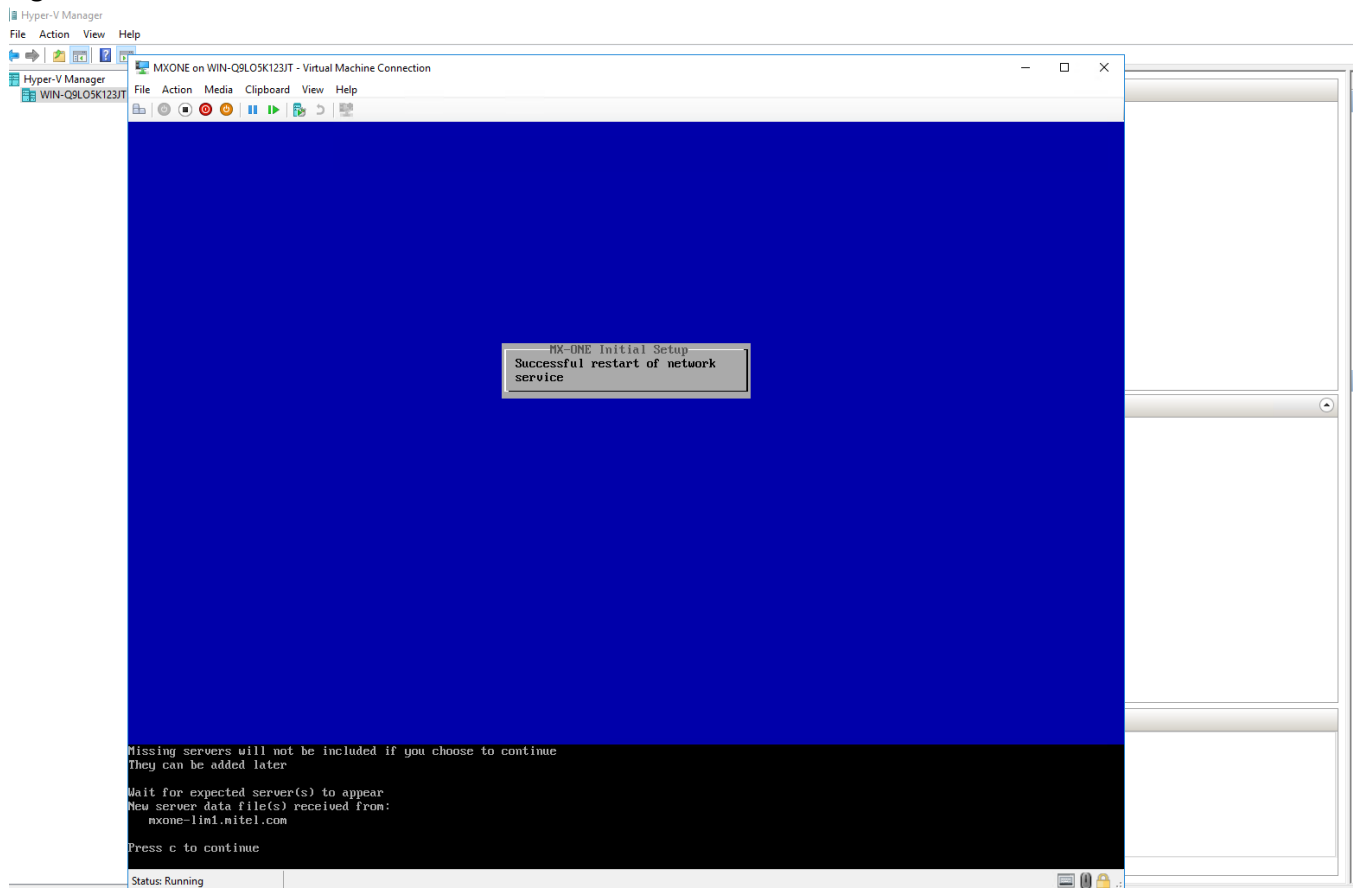 Hyper-V Manager
File Action View Help
MXONE on WIN-Q9LO5K123JT - Virtual Machine Connection
Hyper-V Manager
WIN-Q9LO5K123JT
File Action Media Clipboard View Help
MX-ONE Initial Setup
Successful restart of network
service
Missing servers will not be included if you choose to continue
They can be added later
Wait for expected server(s) to appear
New server data file(s) received from:
mxone-lim1.mitel.com
Press c to continue
Status: Running